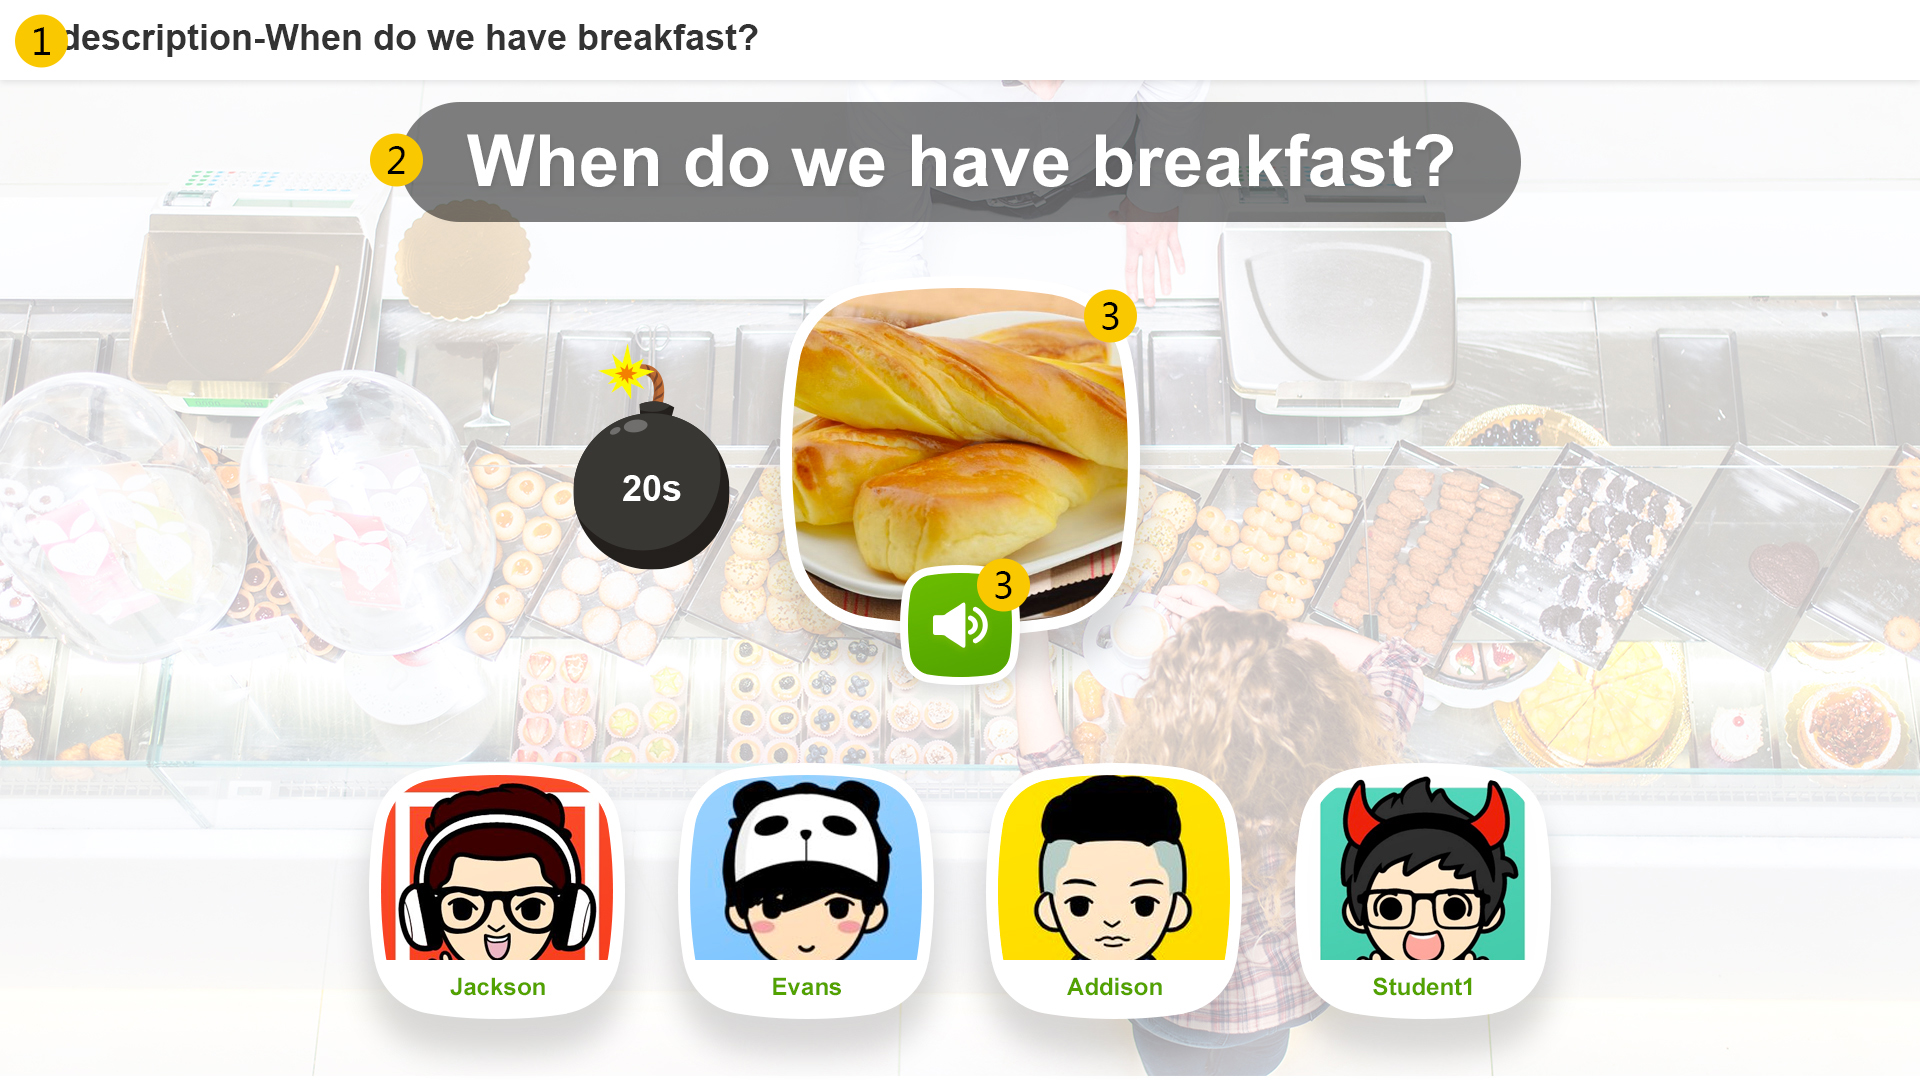 1 description-When do we have breakfast?
2 When do we have breakfast?
3
20s
3
Jackson
Evans
Addison
Student1